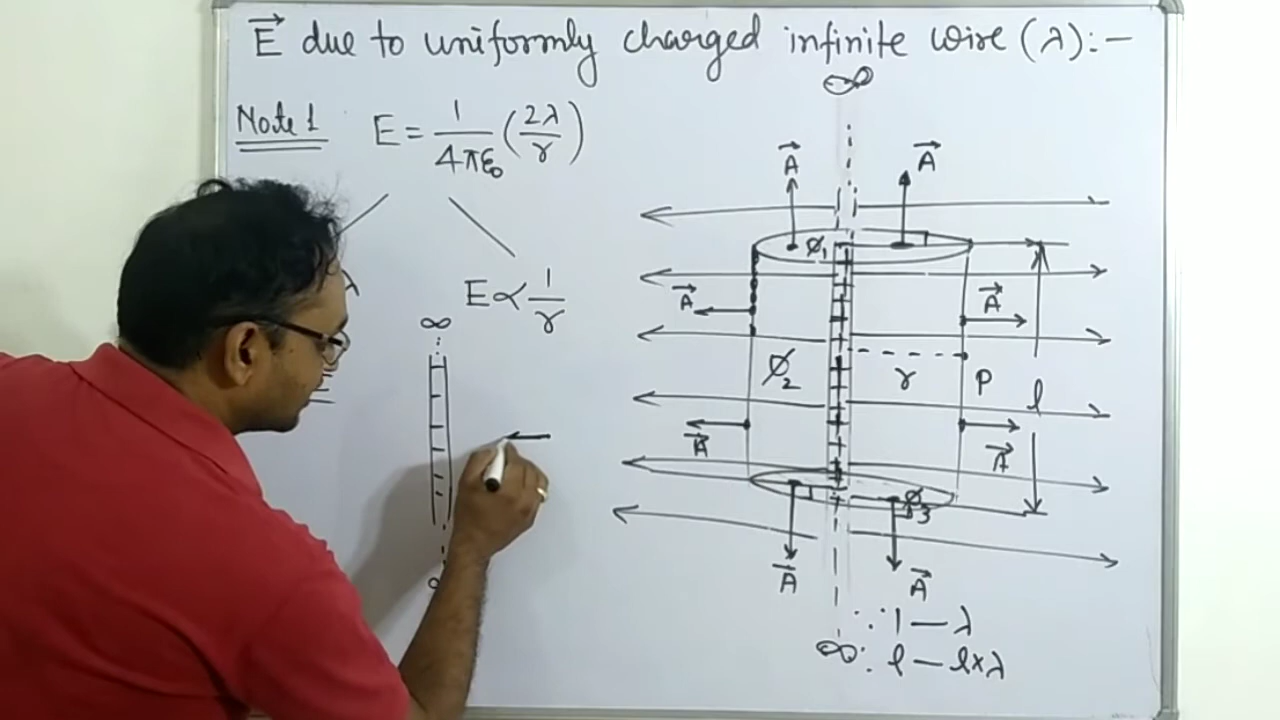 E⃗ due to uniformly charged infinite wire (λ):-
∞
Note 1 E = 1/4πε₀ (2λ/r)
A⃗ A⃗
φ₁
λ
E ∝ 1/r
∞
A⃗ A⃗
φ₂ r P l
A⃗ A⃗
φ₃
A⃗ A⃗
∵ 1 — λ
∞ ∴ l — l×λ